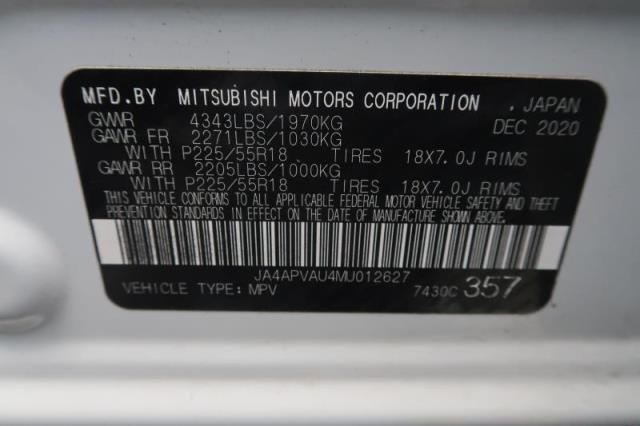 MFD.BY MITSUBISHI MOTORS CORPORATION , JAPAN
GVWR 4343LBS/1970KG DEC 2020
GAWR FR 2271LBS/1030KG
WITH P225/55R18 TIRES 18X7.0J RIMS
GAWR RR 2205LBS/1000KG
WITH P225/55R18 TIRES 18X7.0J RIMS
THIS VEHICLE CONFORMS TO ALL APPLICABLE FEDERAL MOTOR VEHICLE SAFETY AND THEFT
PREVENTION STANDARDS IN EFFECT ON THE DATE OF MANUFACTURE SHOWN ABOVE.
JA4APVAU4MU012627
VEHICLE TYPE: MPV 7430C 357